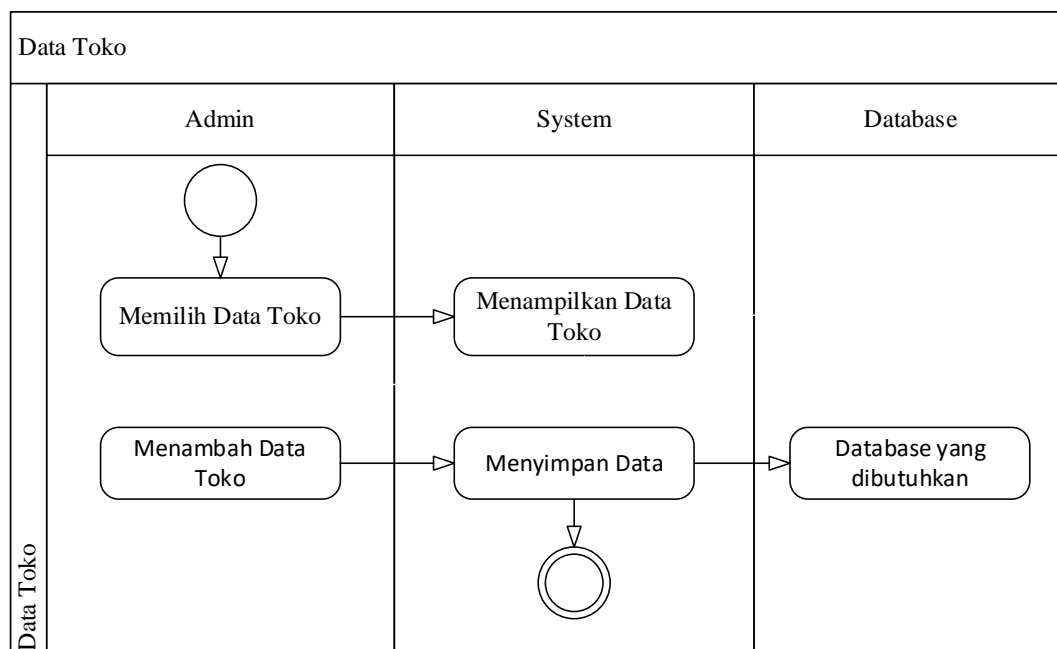 Data Toko
Admin
System
Database
Memilih Data Toko
Menampilkan Data
Toko
Menambah Data
Toko
Menyimpan Data
Database yang
dibutuhkan
Data Toko